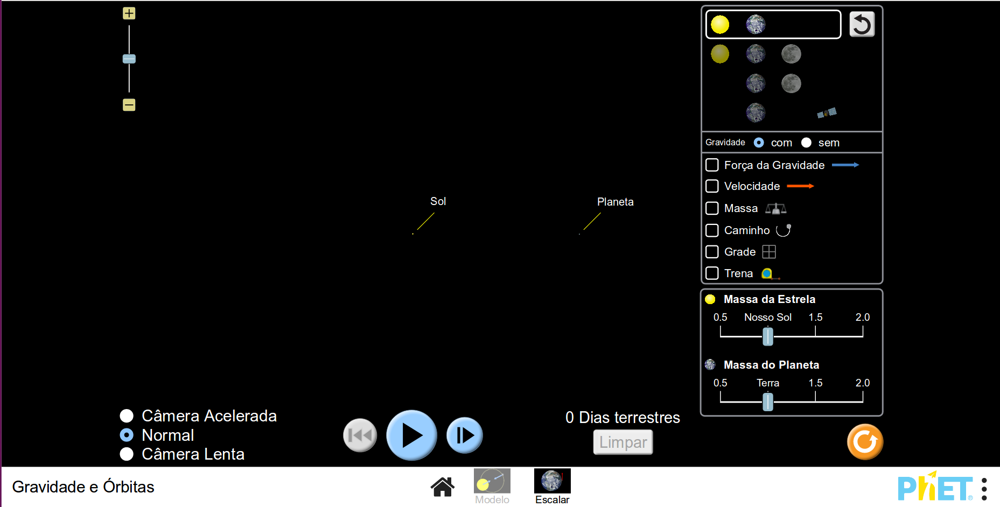 Gravidade com sem
Força da Gravidade
Velocidade
Massa
Caminho
Grade
Trena
Sol
Planeta
Massa da Estrela
0.5 Nosso Sol 1.5 2.0
Massa do Planeta
0.5 Terra 1.5 2.0
Câmera Acelerada
Normal
Câmera Lenta
0 Dias terrestres
Limpar
Gravidade e Órbitas
Modelo
Escalar
PhET®